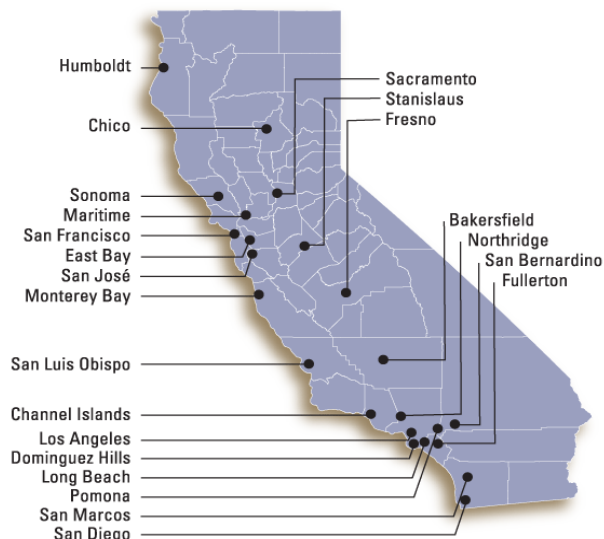 Humboldt
Chico
Sonoma
Maritime
San Francisco
East Bay
San José
Monterey Bay
San Luis Obispo
Channel Islands
Los Angeles
Dominguez Hills
Long Beach
Pomona
San Marcos
San Diego
Sacramento
Stanislaus
Fresno
Bakersfield
Northridge
San Bernardino
Fullerton